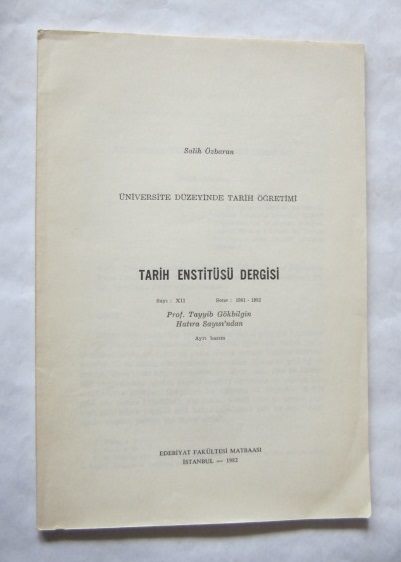 Salih Özbaran
ÜNİVERSİTE DÜZEYİNDE TARİH ÖĞRETİMİ
TARİH ENSTİTÜSÜ DERGİSİ
Sayı : XII Sene : 1981 - 1982
Prof. Tayyib Gökbilgin
Hatıra Sayısı'ndan
Ayrı basım
EDEBİYAT FAKÜLTESİ MATBAASI
İSTANBUL — 1982